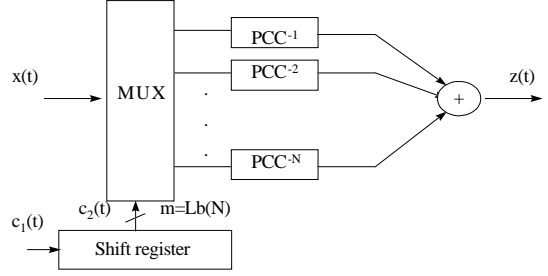 PCC⁻¹
x(t)
MUX
PCC⁻²
z(t)
+
.
.
.
PCC⁻ᴺ
c₂(t) m=Lb(N)
c₁(t)
Shift register